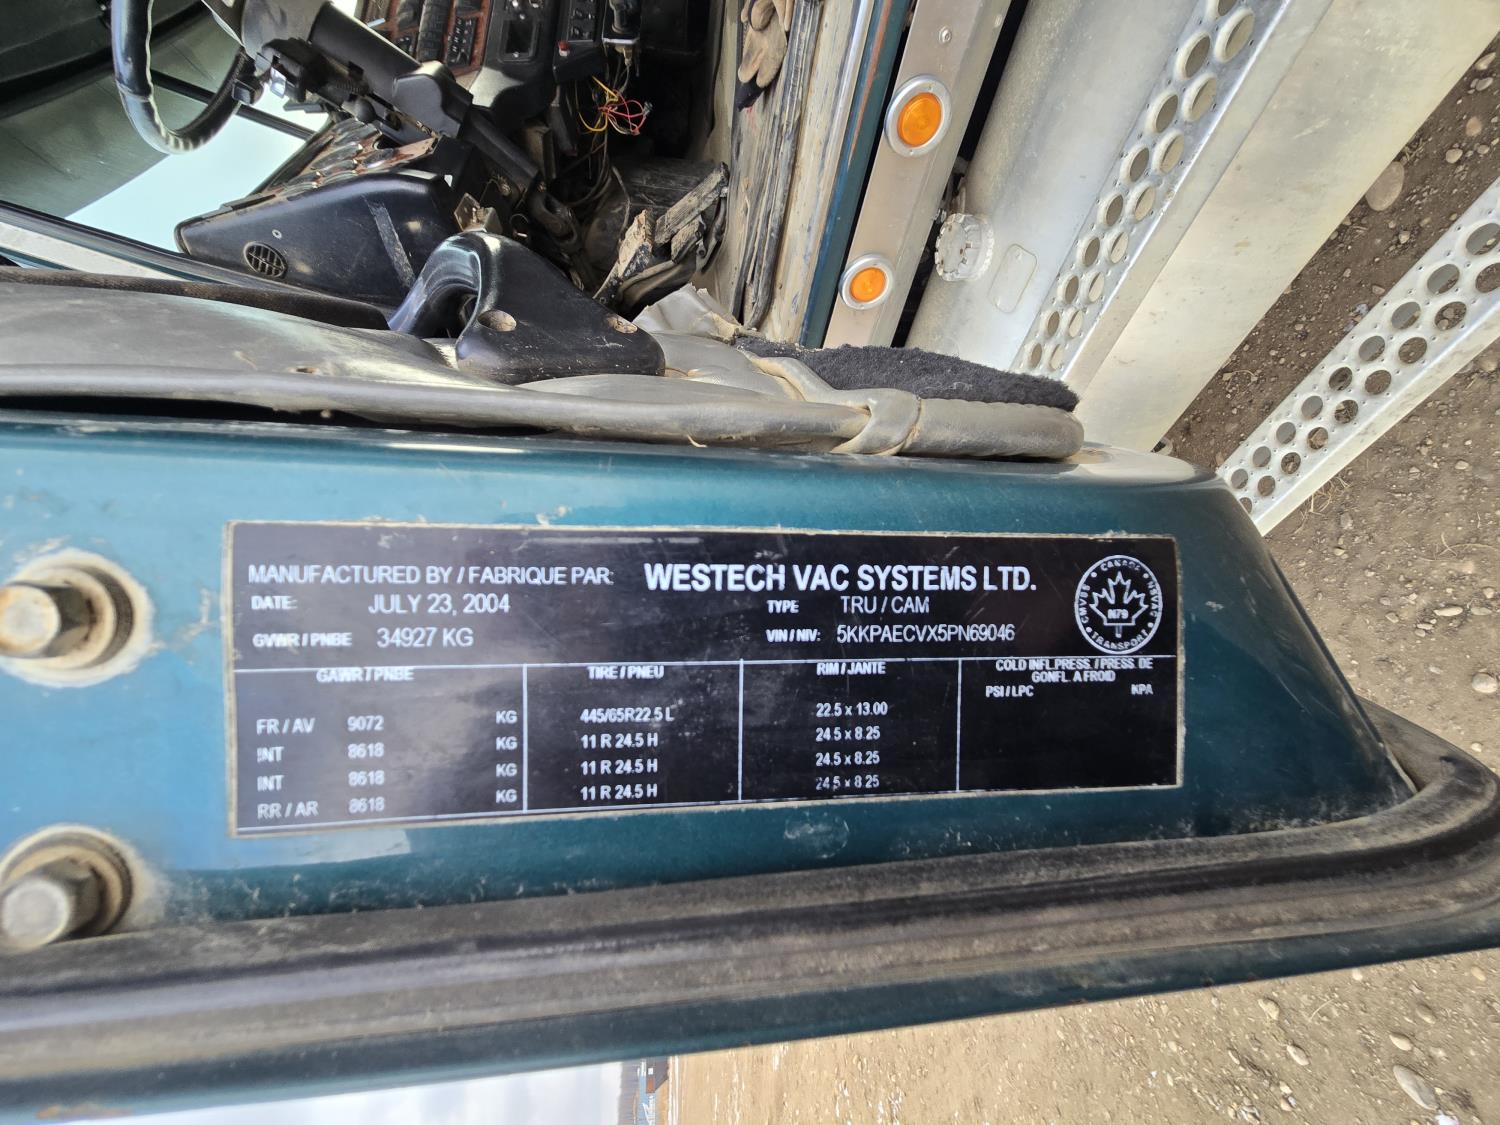 MANUFACTURED BY / FABRIQUE PAR: WESTECH VAC SYSTEMS LTD.
DATE: JULY 23, 2004 TYPE TRU / CAM
GVWR / PNBE 34927 KG VIN / NIV: 5KKPAECVX5PN69046
CANADA
CMVSS NSVAC
N79
TRANSPORT
GAWR / PNBE TIRE / PNEU RIM / JANTE COLD INFL.PRESS. / PRESS. DE
GONFL. A FROID
PSI / LPC KPA
FR / AV 9072 KG 445/65R22.5 L 22.5 x 13.00
INT 8618 KG 11 R 24.5 H 24.5 x 8.25
INT 8618 KG 11 R 24.5 H 24.5 x 8.25
RR / AR 8618 KG 11 R 24.5 H 24.5 x 8.25